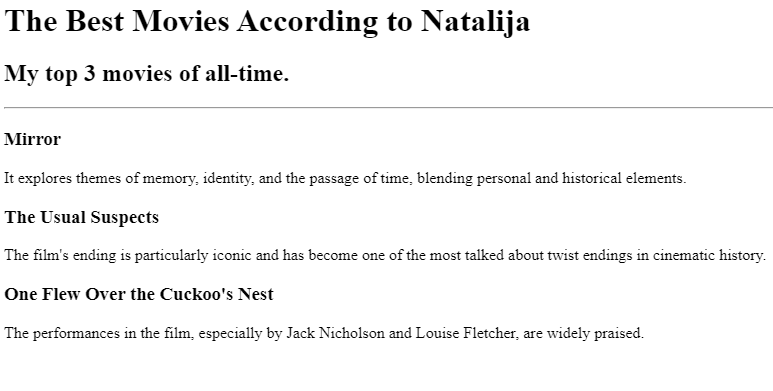 The Best Movies According to Natalija
My top 3 movies of all-time.
Mirror
It explores themes of memory, identity, and the passage of time, blending personal and historical elements.
The Usual Suspects
The film's ending is particularly iconic and has become one of the most talked about twist endings in cinematic history.
One Flew Over the Cuckoo's Nest
The performances in the film, especially by Jack Nicholson and Louise Fletcher, are widely praised.